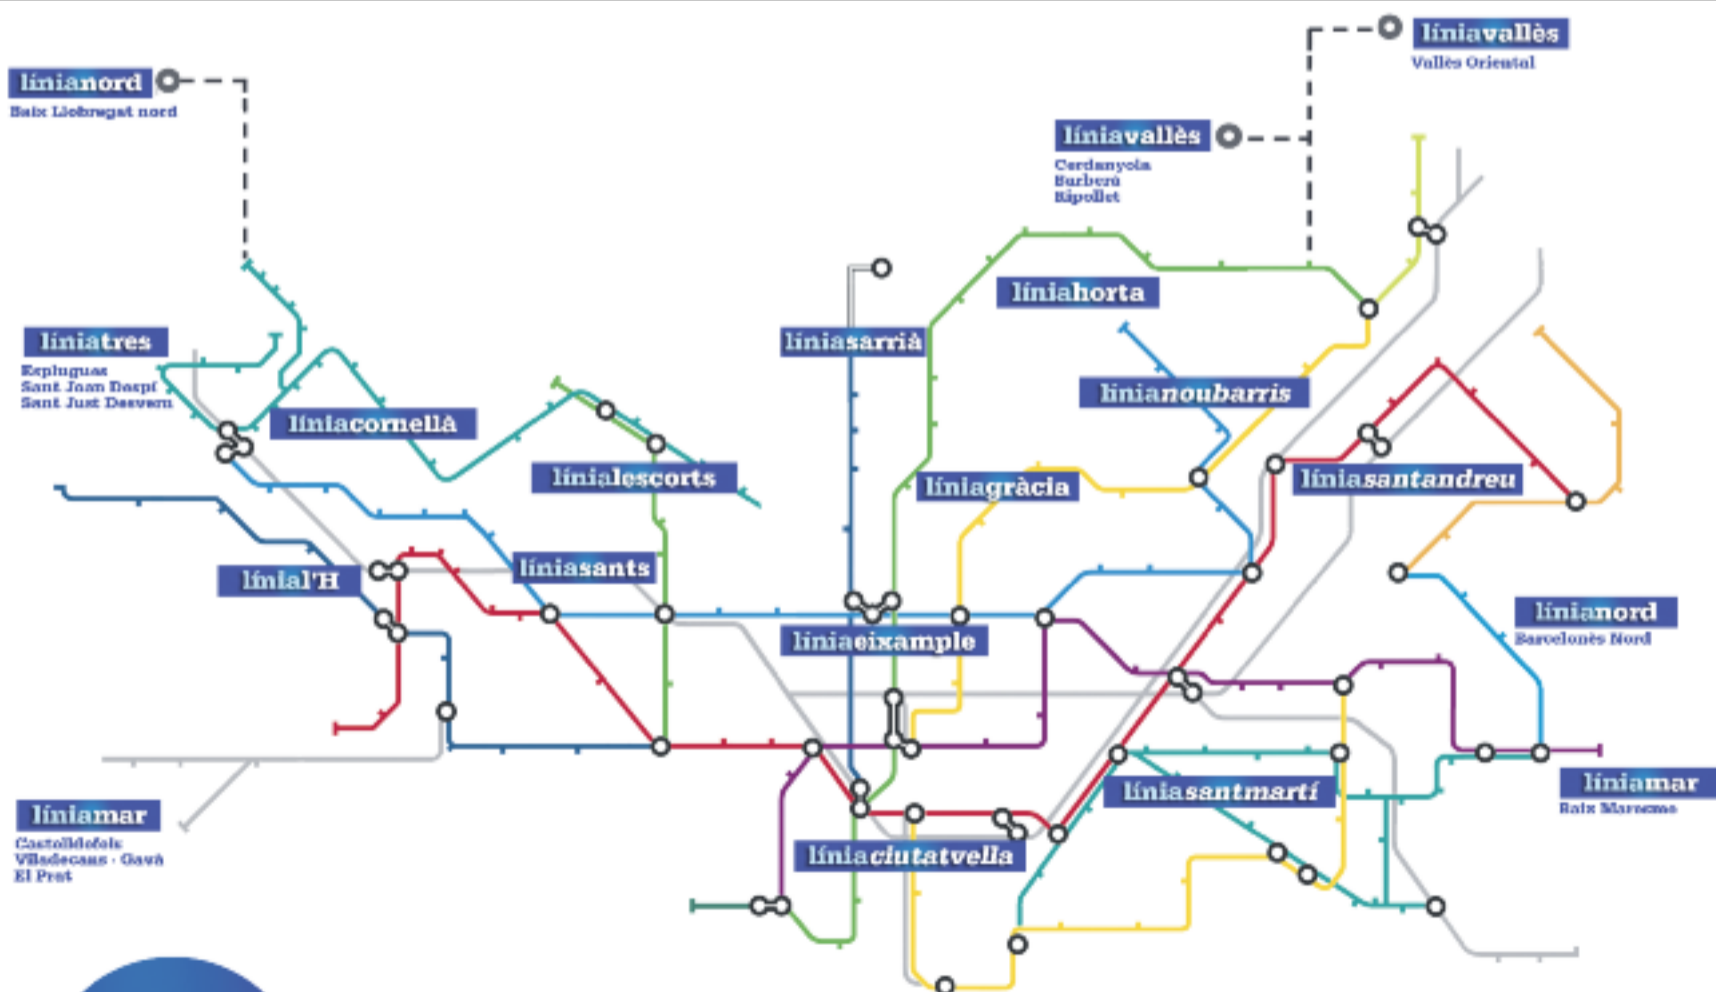 líniavallès
Vallès Oriental
línianord
Baix Llobregat nord
líniavallès
Cerdanyola
Barberà
Ripollet
líniahorta
líniatres
Esplugues
Sant Joan Despí
Sant Just Desvern
líniasarrià
línianoubarris
líniacornellà
línialescorts
líniagràcia
líniasantandreu
línial'H
líniasants
línianord
Barcelonès Nord
líniaeixample
líniamar
Castelldefels
Viladecans - Gavà
El Prat
líniasantmartí
líniamar
Baix Maresme
líniaciutatvella